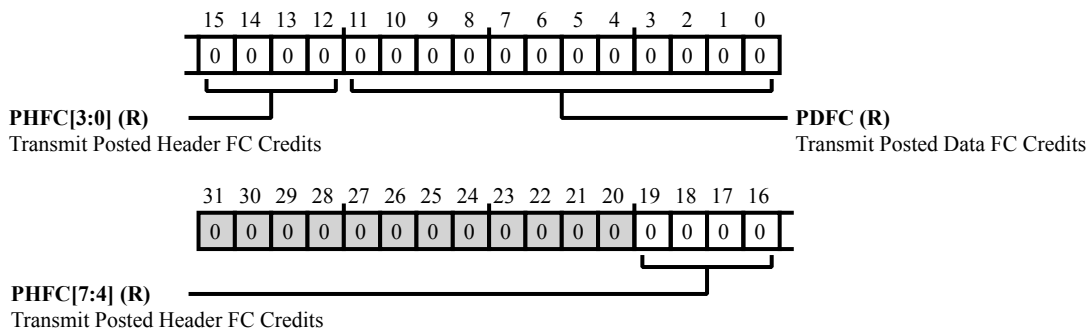 15 14 13 12 11 10 9 8 7 6 5 4 3 2 1 0
0 0 0 0 0 0 0 0 0 0 0 0 0 0 0 0
PHFC[3:0] (R)
Transmit Posted Header FC Credits
PDFC (R)
Transmit Posted Data FC Credits
31 30 29 28 27 26 25 24 23 22 21 20 19 18 17 16
0 0 0 0 0 0 0 0 0 0 0 0 0 0 0 0
PHFC[7:4] (R)
Transmit Posted Header FC Credits